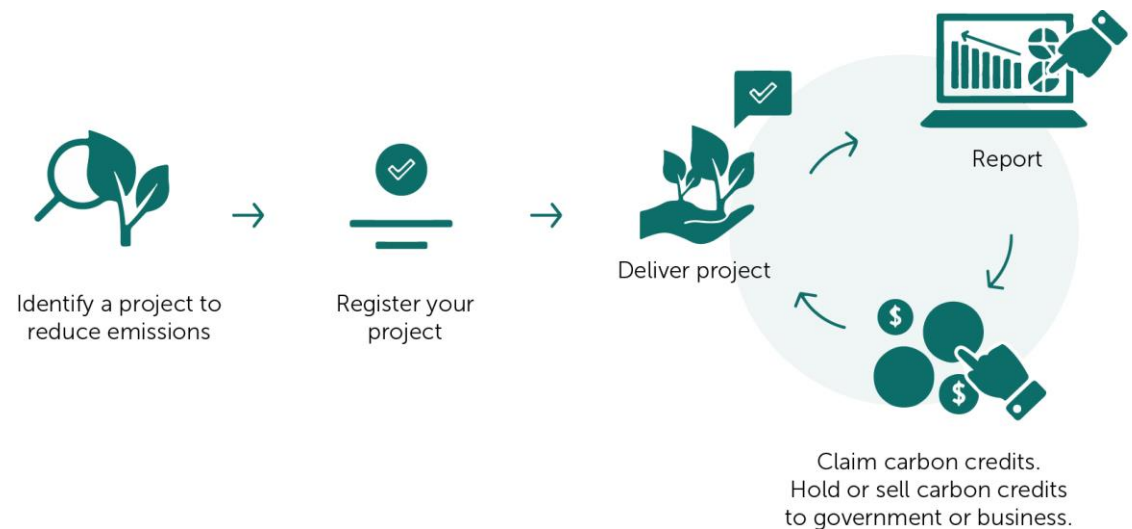 Identify a project to
reduce emissions
Register your
project
Deliver project
Report
$
$
Claim carbon credits.
Hold or sell carbon credits
to government or business.